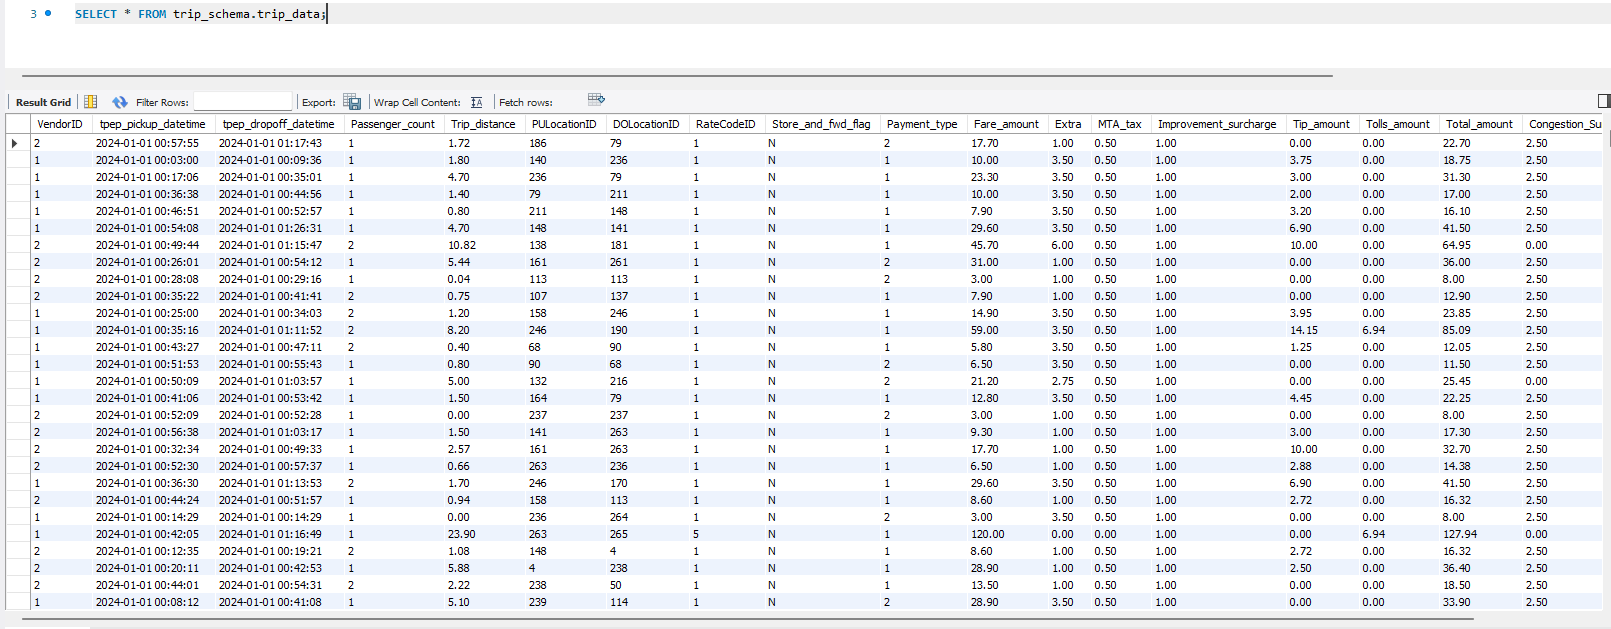 3 SELECT * FROM trip_schema.trip_data;
Result Grid Filter Rows: Export: Wrap Cell Content: IA Fetch rows:
VendorID tpep_pickup_datetime tpep_dropoff_datetime Passenger_count Trip_distance PULocationID DOLocationID RateCodeID Store_and_fwd_flag Payment_type Fare_amount Extra MTA_tax Improvement_surcharge Tip_amount Tolls_amount Total_amount Congestion_Su
2 2024-01-01 00:57:55 2024-01-01 01:17:43 1 1.72 186 79 1 N 2 17.70 1.00 0.50 1.00 0.00 0.00 22.70 2.50
1 2024-01-01 00:03:00 2024-01-01 00:09:36 1 1.80 140 236 1 N 1 10.00 3.50 0.50 1.00 3.75 0.00 18.75 2.50
1 2024-01-01 00:17:06 2024-01-01 00:35:01 1 4.70 236 79 1 N 1 23.30 3.50 0.50 1.00 3.00 0.00 31.30 2.50
1 2024-01-01 00:36:38 2024-01-01 00:44:56 1 1.40 79 211 1 N 1 10.00 3.50 0.50 1.00 2.00 0.00 17.00 2.50
1 2024-01-01 00:46:51 2024-01-01 00:52:57 1 0.80 211 148 1 N 1 7.90 3.50 0.50 1.00 3.20 0.00 16.10 2.50
1 2024-01-01 00:54:08 2024-01-01 01:26:31 1 4.70 148 141 1 N 1 29.60 3.50 0.50 1.00 6.90 0.00 41.50 2.50
2 2024-01-01 00:49:44 2024-01-01 01:15:47 2 10.82 138 181 1 N 1 45.70 6.00 0.50 1.00 10.00 0.00 64.95 0.00
2 2024-01-01 00:26:01 2024-01-01 00:54:12 1 5.44 161 261 1 N 2 31.00 1.00 0.50 1.00 0.00 0.00 36.00 2.50
2 2024-01-01 00:28:08 2024-01-01 00:29:16 1 0.04 113 113 1 N 2 3.00 1.00 0.50 1.00 0.00 0.00 8.00 2.50
2 2024-01-01 00:35:22 2024-01-01 00:41:41 2 0.75 107 137 1 N 1 7.90 1.00 0.50 1.00 0.00 0.00 12.90 2.50
1 2024-01-01 00:25:00 2024-01-01 00:34:03 2 1.20 158 246 1 N 1 14.90 3.50 0.50 1.00 3.95 0.00 23.85 2.50
1 2024-01-01 00:35:16 2024-01-01 01:11:52 2 8.20 246 190 1 N 1 59.00 3.50 0.50 1.00 14.15 6.94 85.09 2.50
1 2024-01-01 00:43:27 2024-01-01 00:47:11 2 0.40 68 90 1 N 1 5.80 3.50 0.50 1.00 1.25 0.00 12.05 2.50
1 2024-01-01 00:51:53 2024-01-01 00:55:43 1 0.80 90 68 1 N 2 6.50 3.50 0.50 1.00 0.00 0.00 11.50 2.50
1 2024-01-01 00:50:09 2024-01-01 01:03:57 1 5.00 132 216 1 N 2 21.20 2.75 0.50 1.00 0.00 0.00 25.45 0.00
1 2024-01-01 00:41:06 2024-01-01 00:53:42 1 1.50 164 79 1 N 1 12.80 3.50 0.50 1.00 4.45 0.00 22.25 2.50
2 2024-01-01 00:52:09 2024-01-01 00:52:28 1 0.00 237 237 1 N 2 3.00 1.00 0.50 1.00 0.00 0.00 8.00 2.50
2 2024-01-01 00:56:38 2024-01-01 01:03:17 1 1.50 141 263 1 N 1 9.30 1.00 0.50 1.00 3.00 0.00 17.30 2.50
2 2024-01-01 00:32:34 2024-01-01 00:49:33 1 2.57 161 263 1 N 1 17.70 1.00 0.50 1.00 10.00 0.00 32.70 2.50
2 2024-01-01 00:52:30 2024-01-01 00:57:37 1 0.66 263 236 1 N 1 6.50 1.00 0.50 1.00 2.88 0.00 14.38 2.50
1 2024-01-01 00:36:30 2024-01-01 01:13:53 2 1.70 246 170 1 N 1 29.60 3.50 0.50 1.00 6.90 0.00 41.50 2.50
2 2024-01-01 00:44:24 2024-01-01 00:51:57 1 0.94 158 113 1 N 1 8.60 1.00 0.50 1.00 2.72 0.00 16.32 2.50
1 2024-01-01 00:14:29 2024-01-01 00:14:29 1 0.00 236 264 1 N 2 3.00 3.50 0.50 1.00 0.00 0.00 8.00 2.50
1 2024-01-01 00:42:05 2024-01-01 01:16:49 1 23.90 263 265 5 N 1 120.00 0.00 0.00 1.00 0.00 6.94 127.94 0.00
2 2024-01-01 00:12:35 2024-01-01 00:19:21 2 1.08 148 4 1 N 1 8.60 1.00 0.50 1.00 2.72 0.00 16.32 2.50
2 2024-01-01 00:20:11 2024-01-01 00:42:53 1 5.88 4 238 1 N 1 28.90 1.00 0.50 1.00 2.50 0.00 36.40 2.50
2 2024-01-01 00:44:01 2024-01-01 00:54:31 2 2.22 238 50 1 N 1 13.50 1.00 0.50 1.00 0.00 0.00 18.50 2.50
1 2024-01-01 00:08:12 2024-01-01 00:41:08 1 5.10 239 114 1 N 2 28.90 3.50 0.50 1.00 0.00 0.00 33.90 2.50